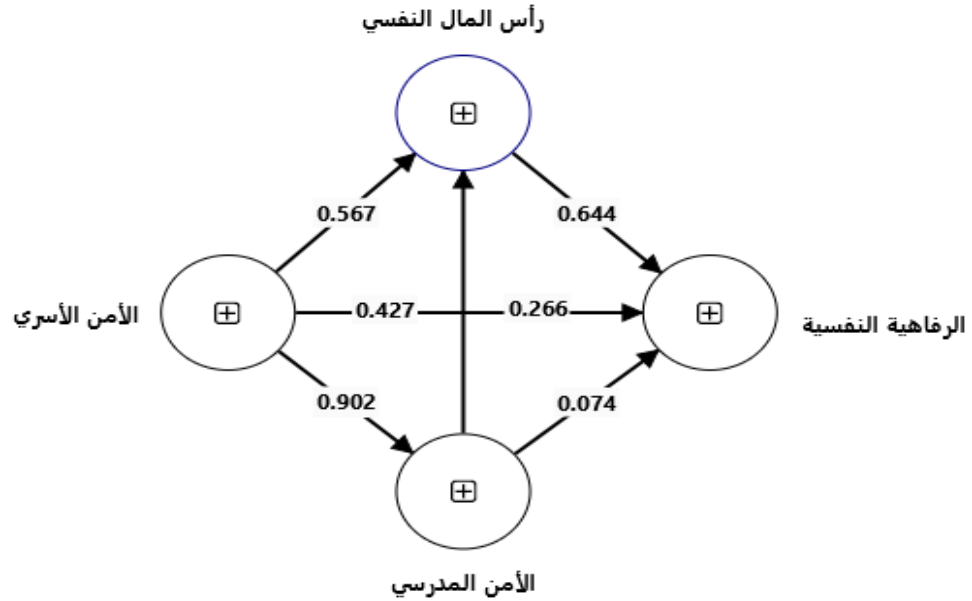 رأس المال النفسي
0.567
0.644
الأمن الأسري
0.427
0.266
الرفاهية النفسية
0.902
0.074
الأمن المدرسي